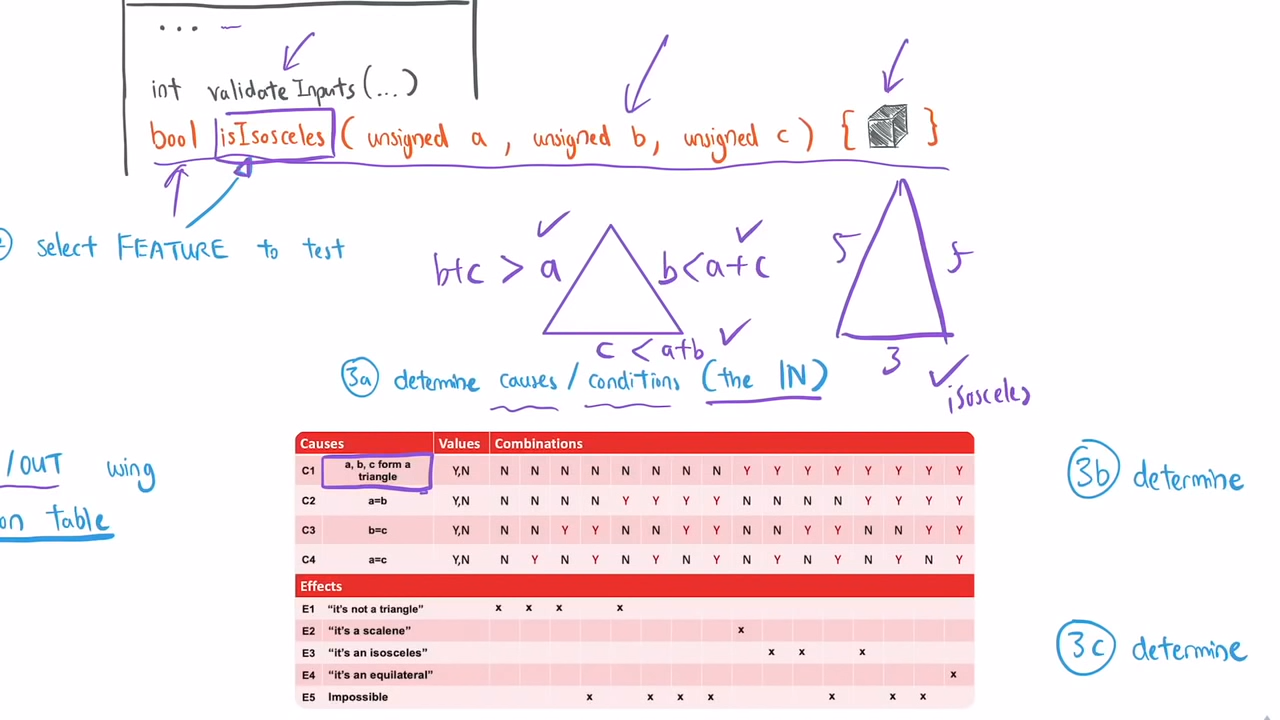 ... –
int validateInputs (...)
bool isIsosceles ( unsigned a , unsigned b, unsigned c ) { }
select FEATURE to test
b+c > a
b < a+c
c < a+b
5
5
3
isosceles
3a determine causes / conditions (the IN)
/OUT wing
on table
3b determine
3c determine
Causes Values Combinations
C1 a, b, c form a triangle Y,N N N N N N N N N Y Y Y Y Y Y Y Y
C2 a=b Y,N N N N N Y Y Y Y N N N N Y Y Y Y
C3 b=c Y,N N N Y Y N N Y Y N N Y Y N N Y Y
C4 a=c Y,N N Y N Y N Y N Y N Y N Y N Y N Y
Effects
E1 "it's not a triangle" x x x x
E2 "it's a scalene" x
E3 "it's an isosceles" x x x
E4 "it's an equilateral" x
E5 Impossible x x x x x x x